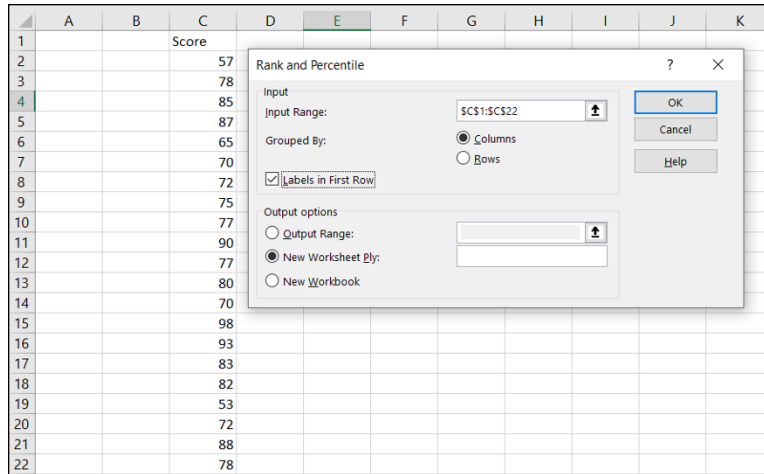 A B C D E F G H I J K
1 Score
2 57 Rank and Percentile ? ×
3 78 Input
4 85 Input Range: $C$1:$C$22 OK
5 87 Cancel
6 65 Grouped By: Columns
7 70 Rows Help
8 72 Labels in First Row
9 75 Output options
10 77 Output Range:
11 90
12 77 New Worksheet Ply:
13 80 New Workbook
14 70
15 98
16 93
17 83
18 82
19 53
20 72
21 88
22 78